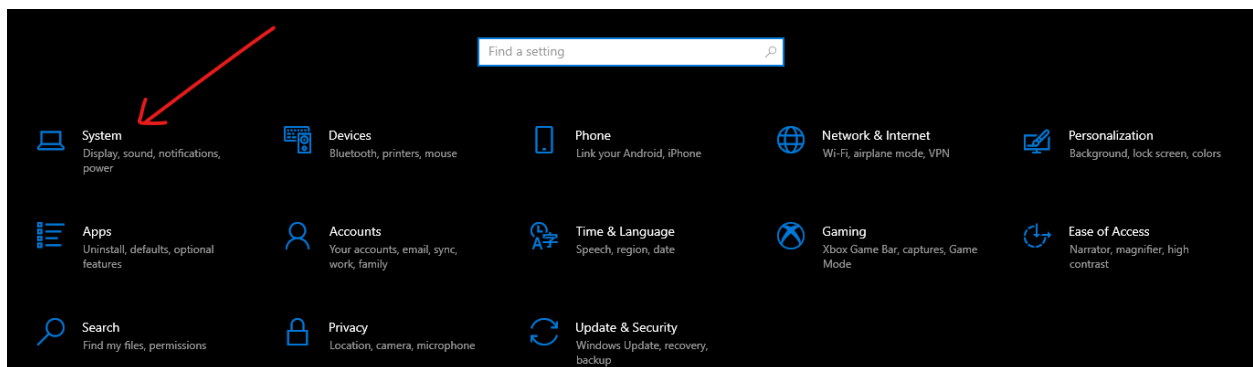 Find a setting
System
Display, sound, notifications,
power
Devices
Bluetooth, printers, mouse
Phone
Link your Android, iPhone
Network & Internet
Wi-Fi, airplane mode, VPN
Personalization
Background, lock screen, colors
Apps
Uninstall, defaults, optional
features
Accounts
Your accounts, email, sync,
work, family
Time & Language
Speech, region, date
Gaming
Xbox Game Bar, captures, Game
Mode
Ease of Access
Narrator, magnifier, high
contrast
Search
Find my files, permissions
Privacy
Location, camera, microphone
Update & Security
Windows Update, recovery,
backup